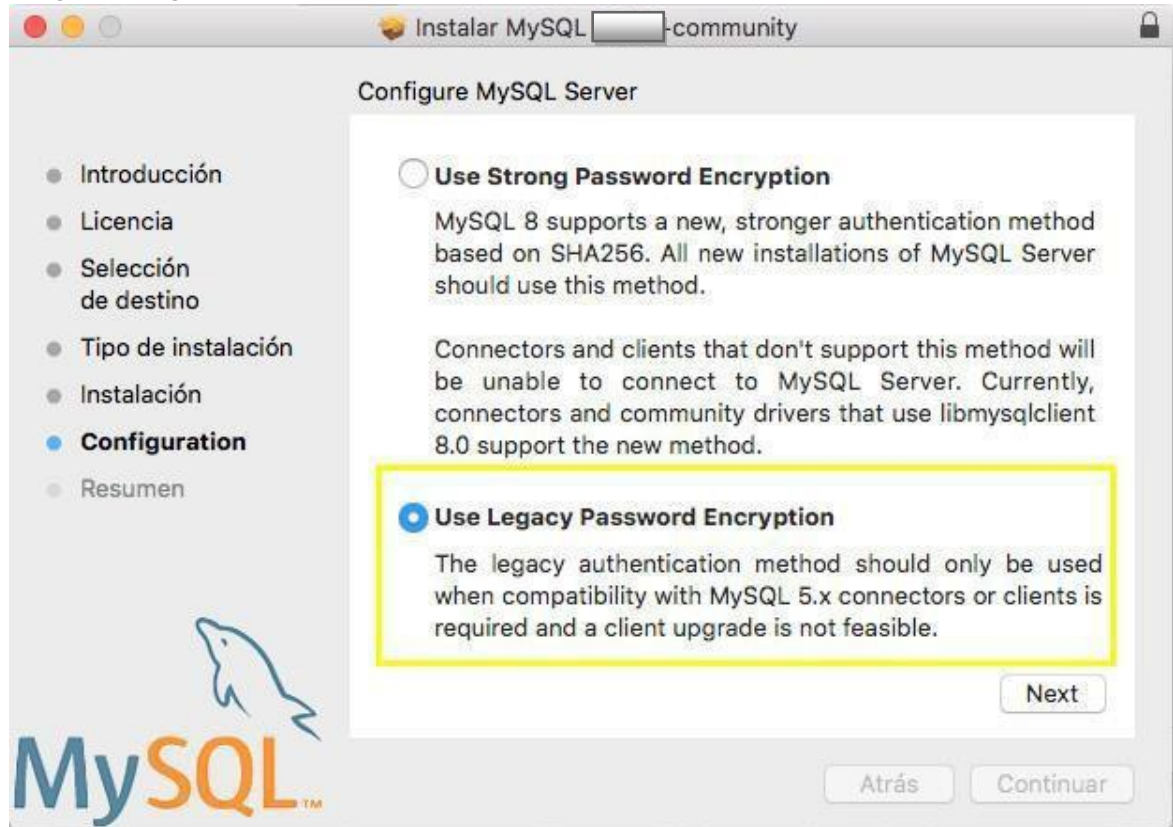 Instalar MySQL -community
Configure MySQL Server
Introducción
Licencia
Selección
de destino
Tipo de instalación
Instalación
Configuration
Resumen
Use Strong Password Encryption
MySQL 8 supports a new, stronger authentication method
based on SHA256. All new installations of MySQL Server
should use this method.
Connectors and clients that don't support this method will
be unable to connect to MySQL Server. Currently,
connectors and community drivers that use libmysqlclient
8.0 support the new method.
Use Legacy Password Encryption
The legacy authentication method should only be used
when compatibility with MySQL 5.x connectors or clients is
required and a client upgrade is not feasible.
Next
MySQL™
Atrás
Continuar